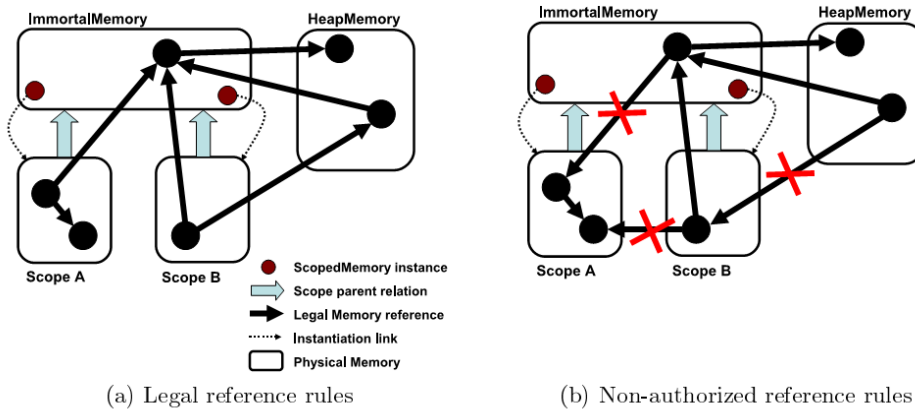 ImmortalMemory
HeapMemory
Scope A
Scope B
ScopedMemory instance
Scope parent relation
Legal Memory reference
Instantiation link
Physical Memory
(a) Legal reference rules
ImmortalMemory
HeapMemory
Scope A
Scope B
(b) Non-authorized reference rules